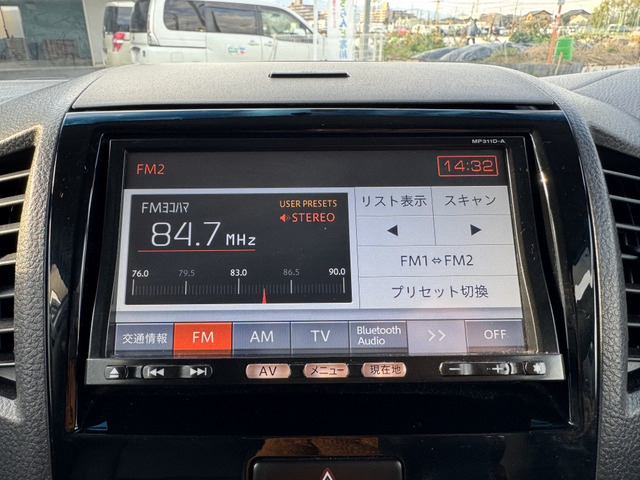 MP311D-A
FM2
14:32
FMヨコハマ
USER PRESETS
STEREO
84.7 MHz
76.0 79.5 83.0 86.5 90.0
リスト表示 スキャン
◀ ▶
FM1⇔FM2
プリセット切換
交通情報 FM AM TV Bluetooth Audio >> OFF
AV メニュー 現在地
− +